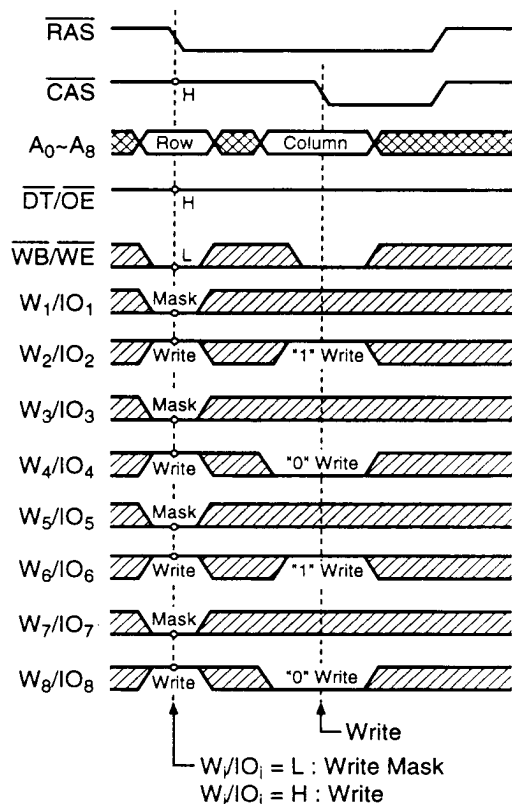 RAS
CAS
H
A0~A8
Row
Column
DT/OE
H
WB/WE
L
W1/IO1
Mask
W2/IO2
Write
"1" Write
W3/IO3
Mask
W4/IO4
Write
"0" Write
W5/IO5
Mask
W6/IO6
Write
"1" Write
W7/IO7
Mask
W8/IO8
Write
"0" Write
Write
Wi/IOi = L : Write Mask
Wi/IOi = H : Write